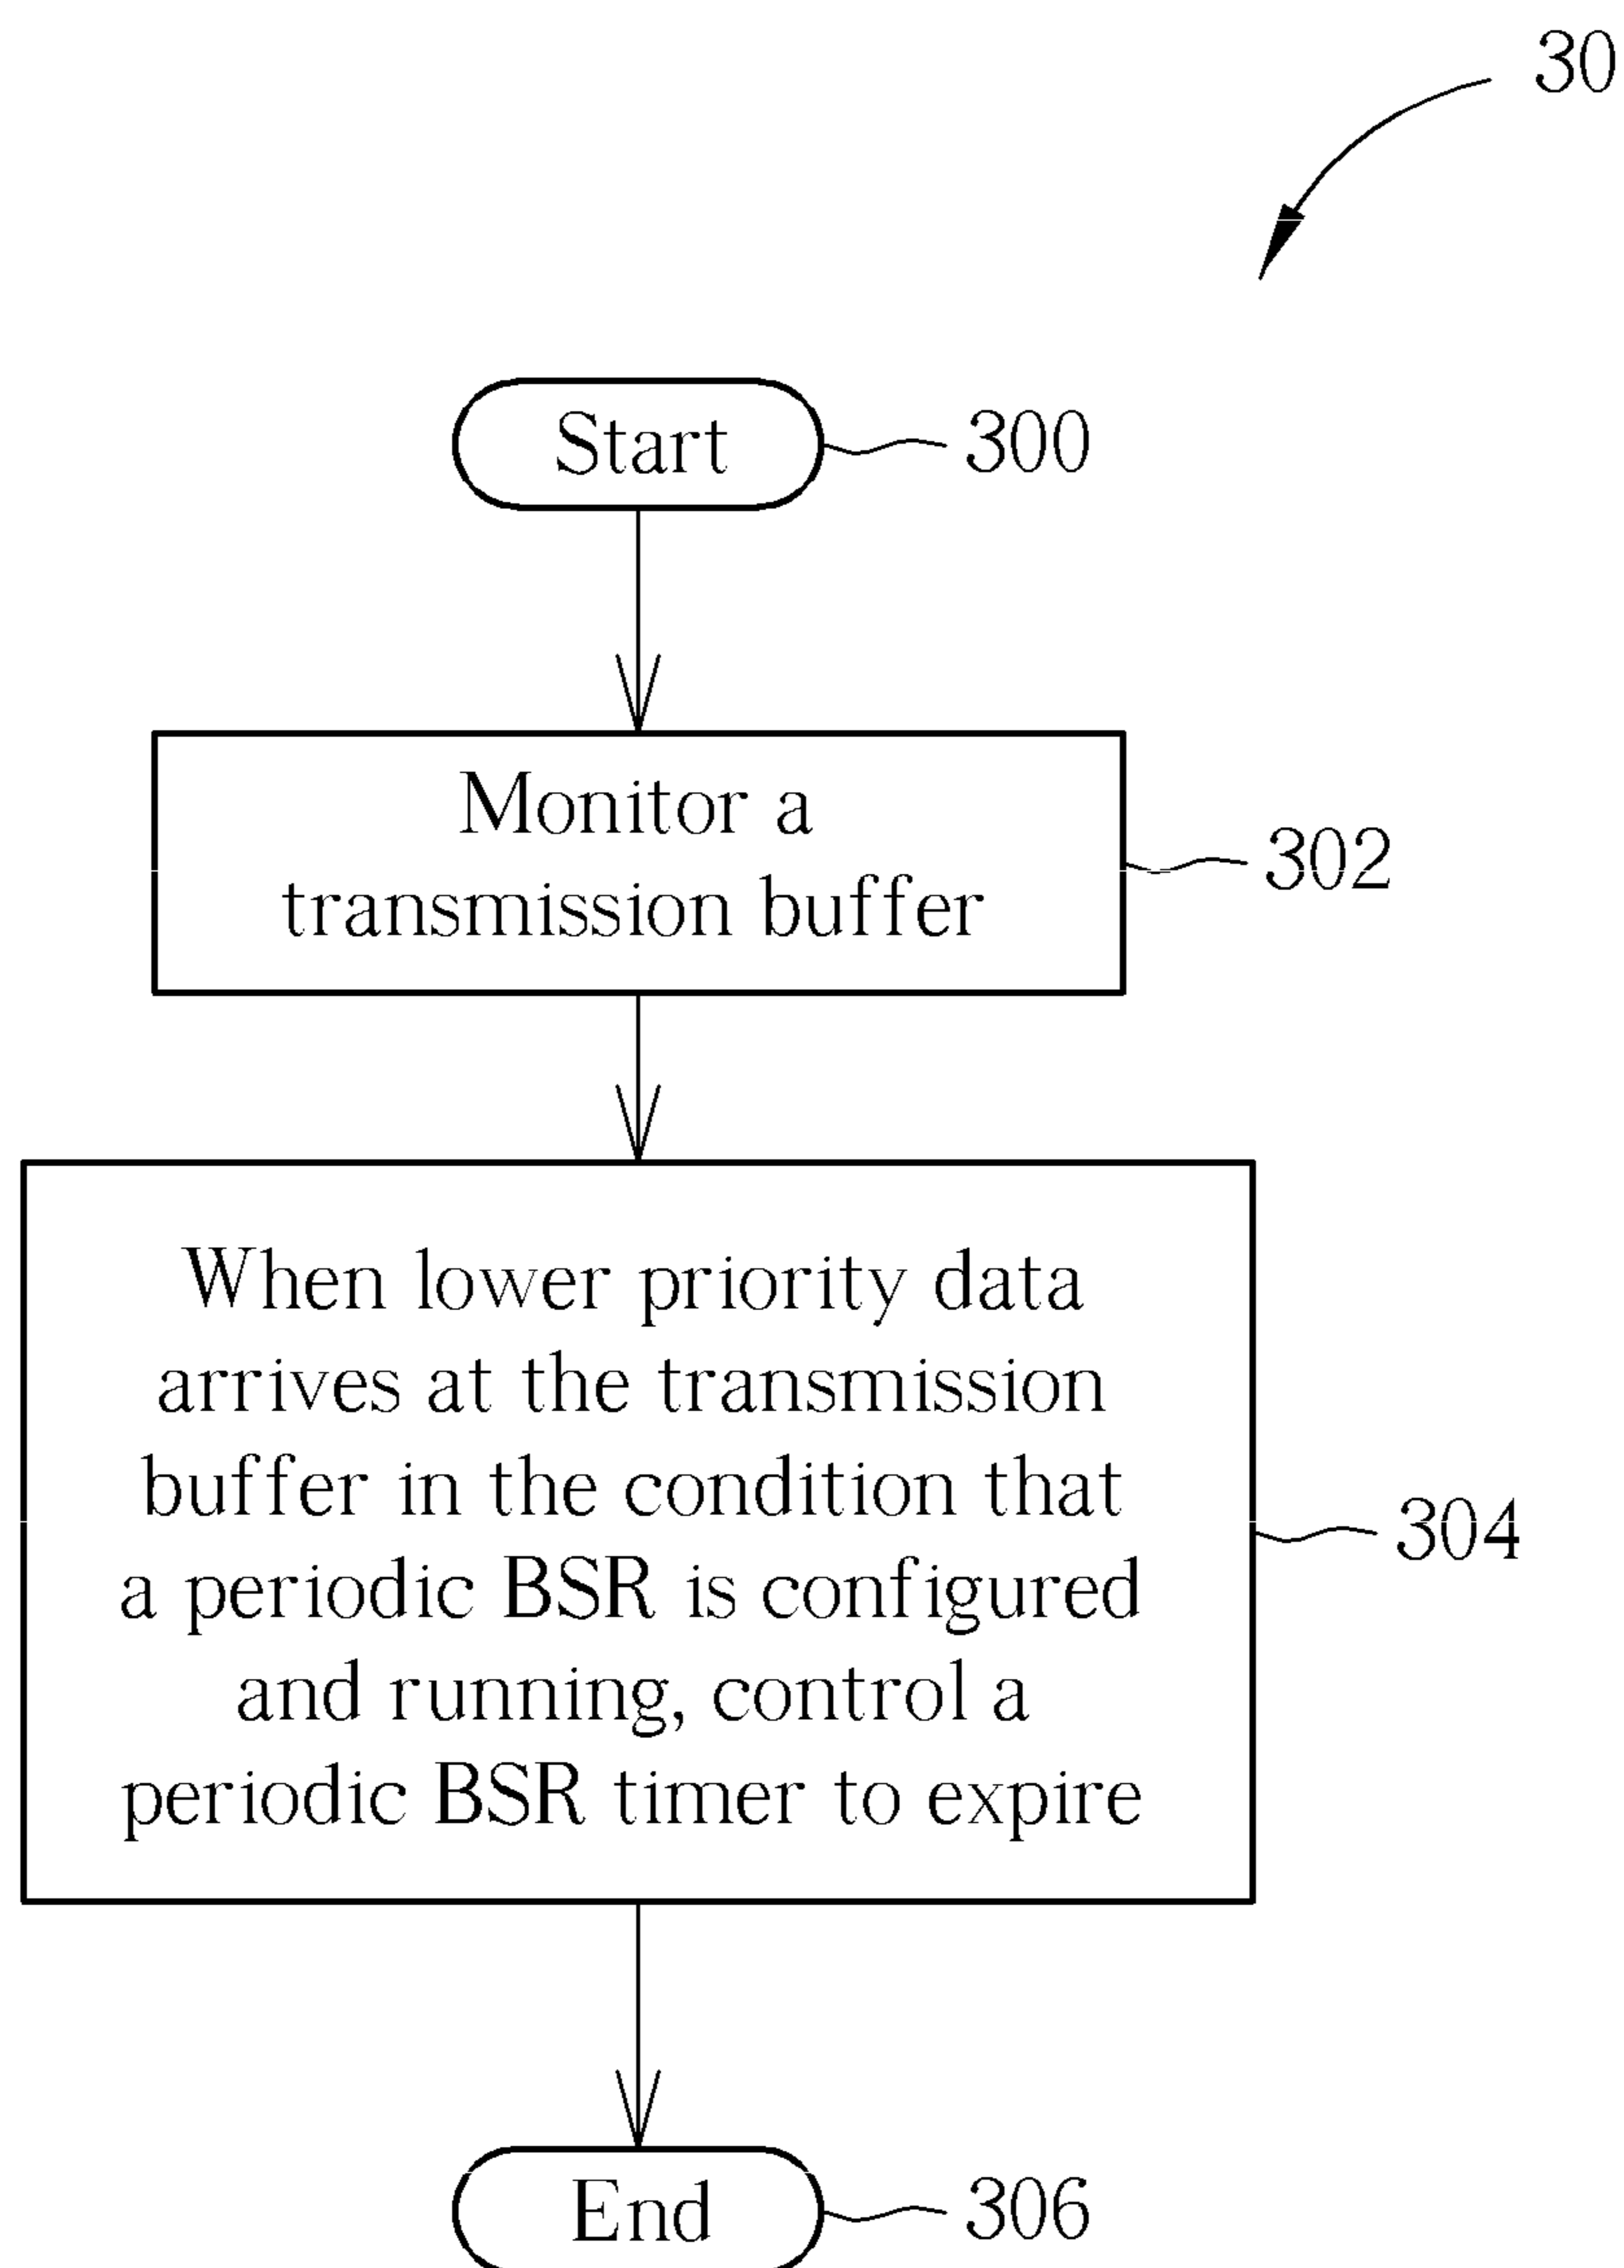 30
Start
300
Monitor a
transmission buffer
302
When lower priority data
arrives at the transmission
buffer in the condition that
a periodic BSR is configured
and running, control a
periodic BSR timer to expire
304
End
306